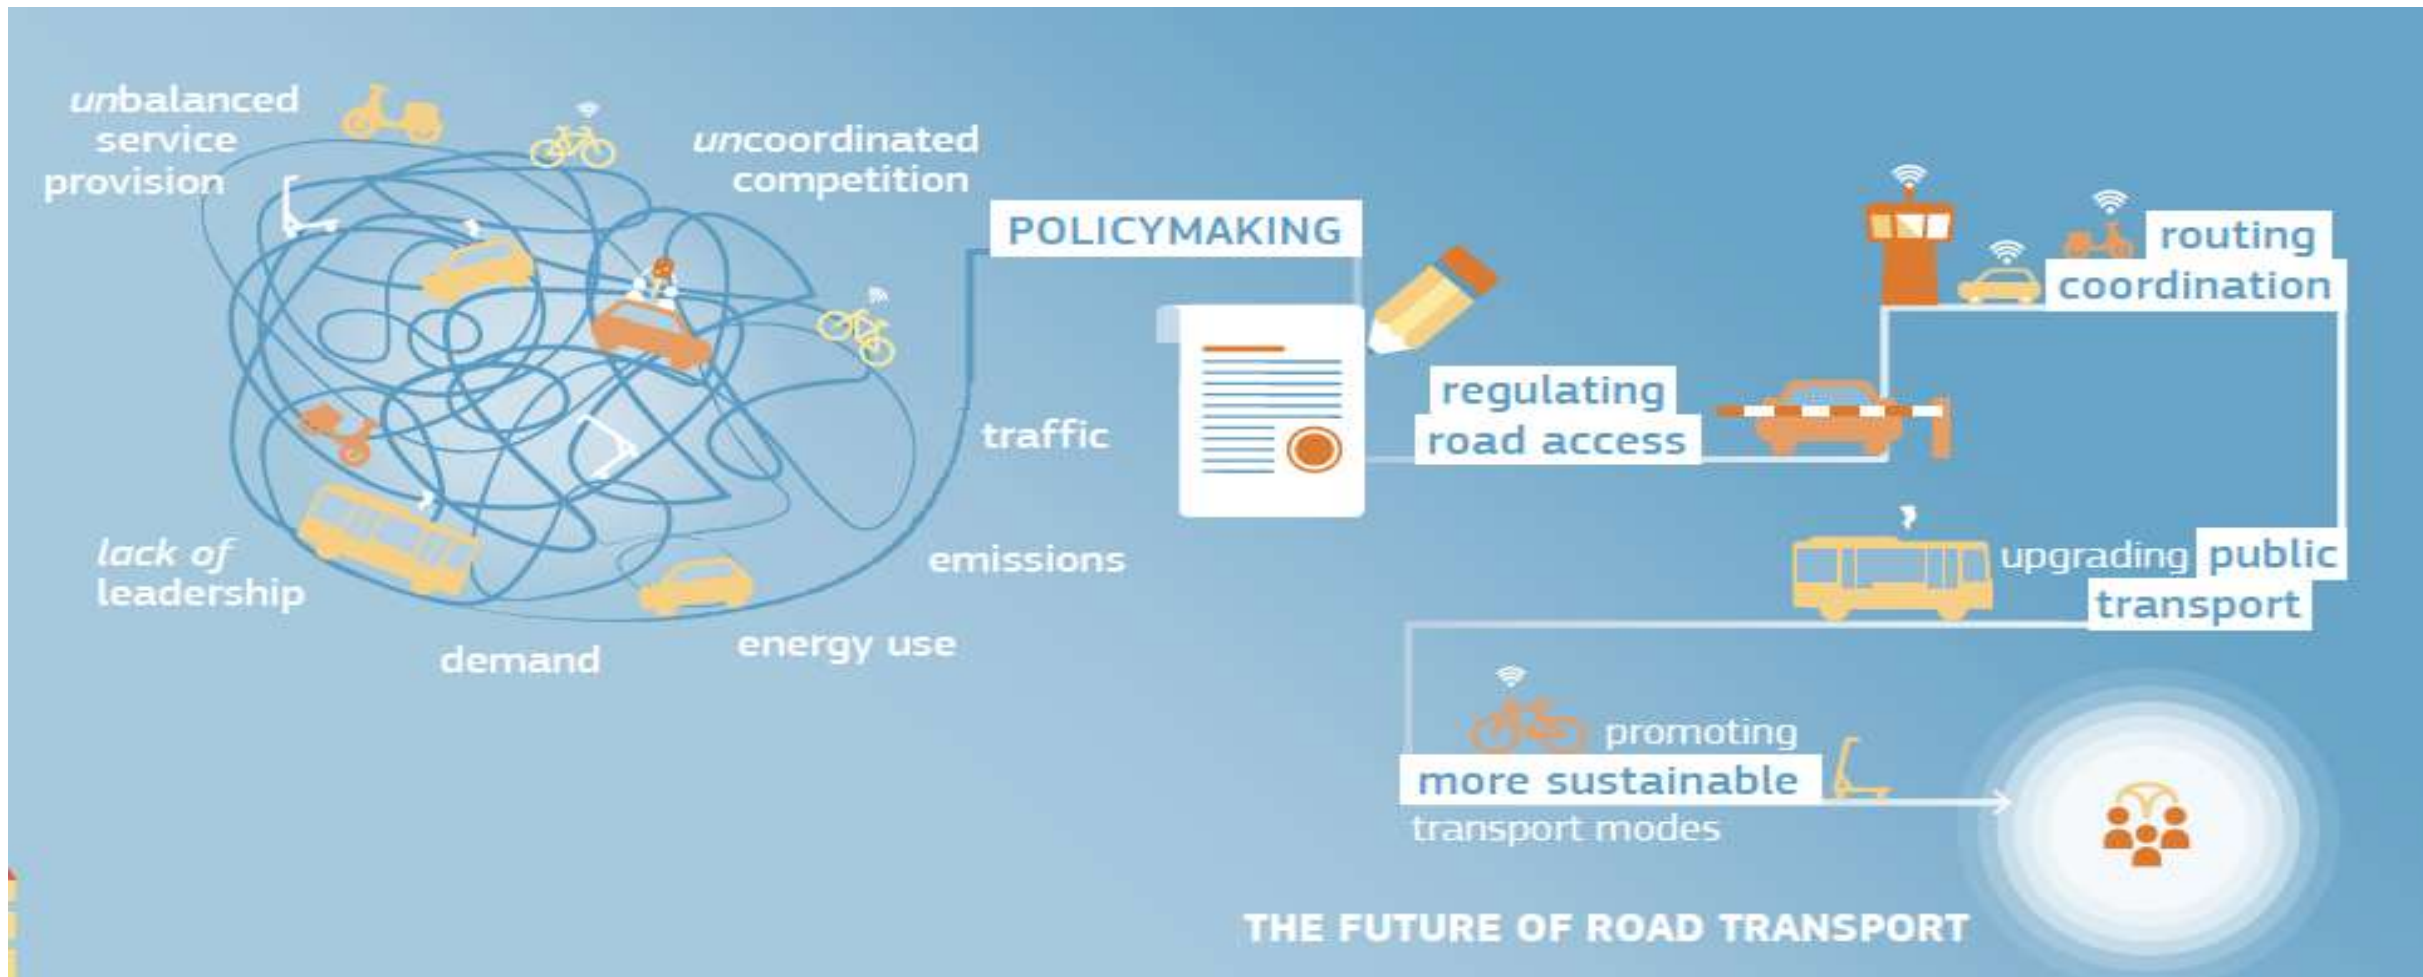 unbalanced
service
provision
uncoordinated
competition
lack of
leadership
demand
energy use
emissions
traffic
POLICYMAKING
regulating
road access
routing
coordination
upgrading public
transport
promoting
more sustainable
transport modes
THE FUTURE OF ROAD TRANSPORT